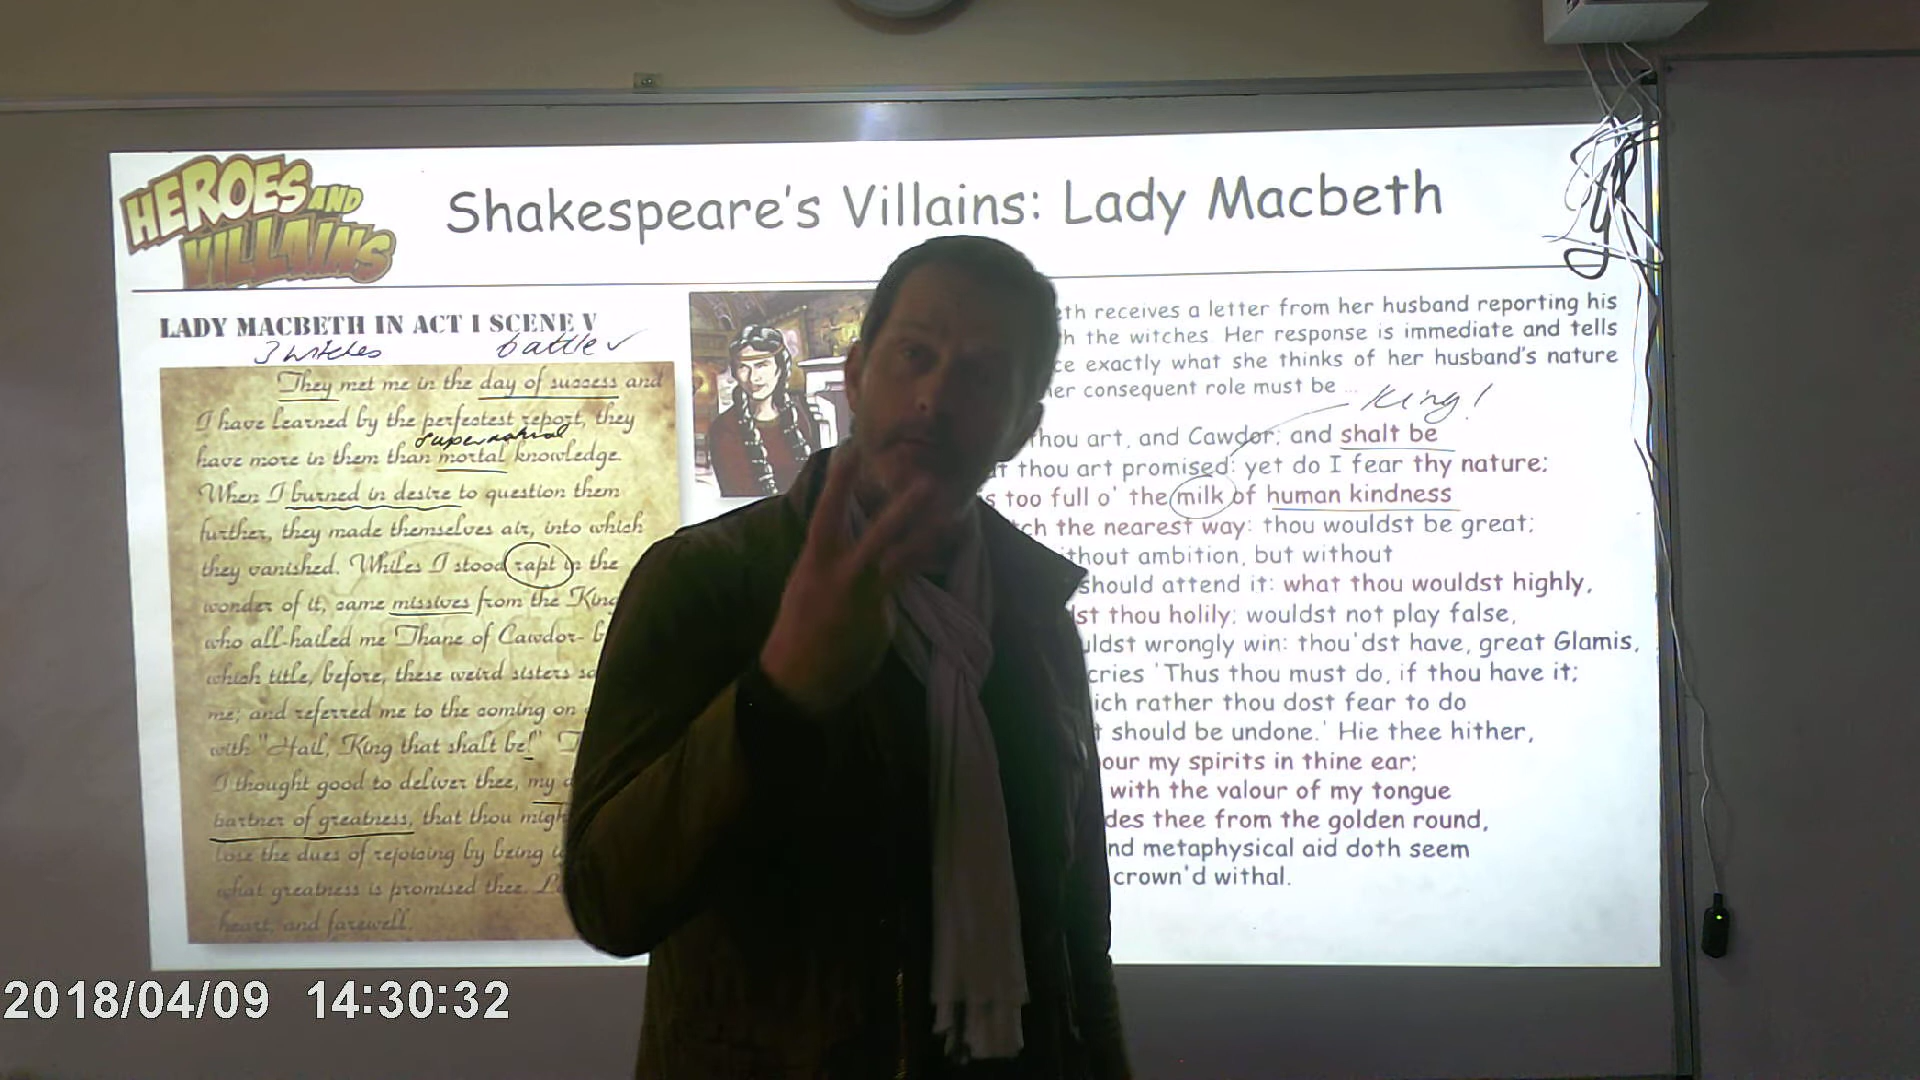 HEROES AND
VILLAINS
Shakespeare's Villains: Lady Macbeth
LADY MACBETH IN ACT I SCENE V
3 witches battle
They met me in the day of success and
I have learned by the perfestest report, they
supernatural
have more in them than mortal knowledge.
When I burned in desire to question them
further, they made themselves air, into which
they vanished. Whiles I stood rapt in the
wonder of it, came missives from the King
who all-hailed me Thane of Cawdor-
which title, before, these weird sisters
me; and referred me to the coming on
with "Hail, King that shalt be!"
I thought good to deliver thee, my
partner of greatness, that thou
lose the dues of rejoicing by being
what greatness is promised thee.
heart, and farewell.
receives a letter from her husband reporting his
the witches. Her response is immediate and tells
exactly what she thinks of her husband's nature
her consequent role must be ...
King!
thou art, and Cawdor; and shalt be
thou art promised: yet do I fear thy nature;
too full o' the milk of human kindness
the nearest way: thou wouldst be great;
without ambition, but without
should attend it: what thou wouldst highly,
thou holily; wouldst not play false,
wrongly win: thou'dst have, great Glamis,
cries 'Thus thou must do, if thou have it;
rather thou dost fear to do
should be undone.' Hie thee hither,
my spirits in thine ear;
with the valour of my tongue
thee from the golden round,
metaphysical aid doth seem
crown'd withal.
2018/04/09 14:30:32